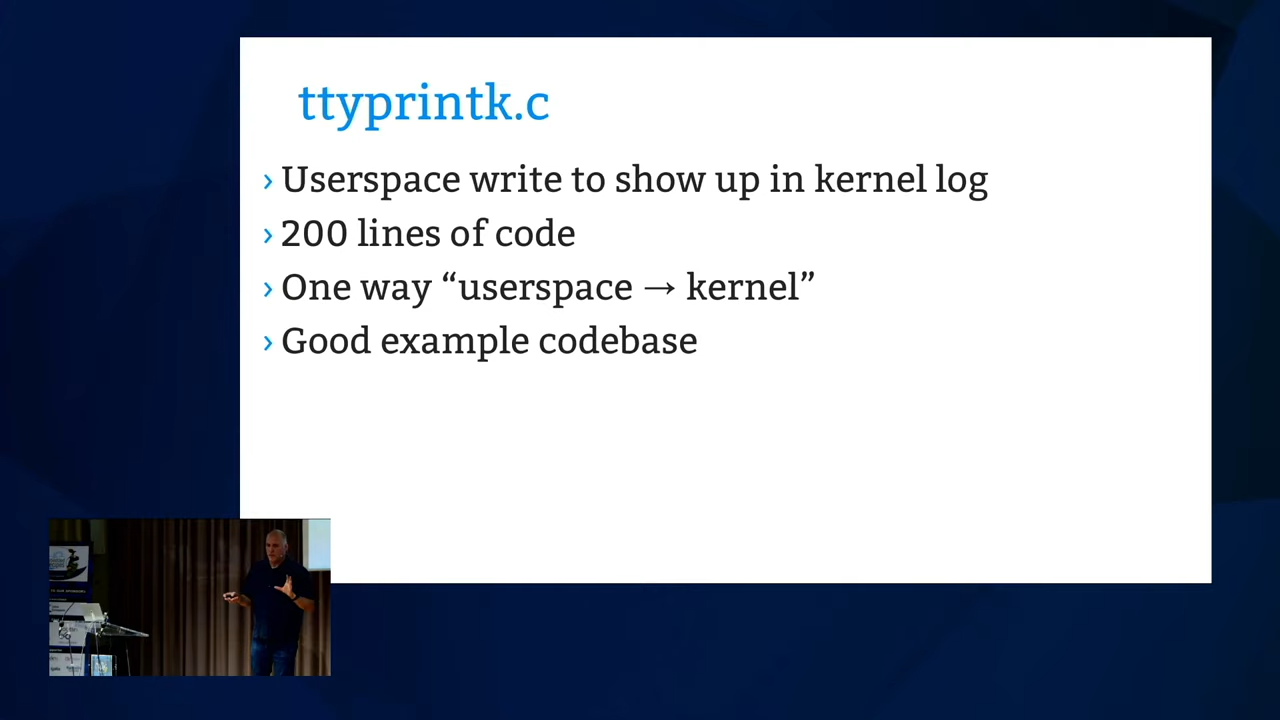 ttyprintk.c
› Userspace write to show up in kernel log
› 200 lines of code
› One way “userspace → kernel”
› Good example codebase